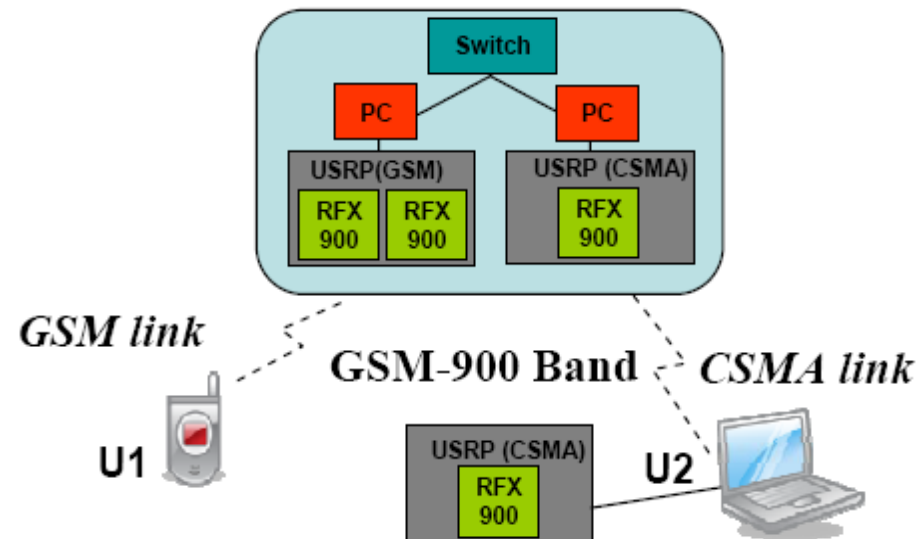 Switch
PC
PC
USRP(GSM)
USRP (CSMA)
RFX
900
RFX
900
RFX
900
GSM link
GSM-900 Band
CSMA link
U1
USRP (CSMA)
RFX
900
U2